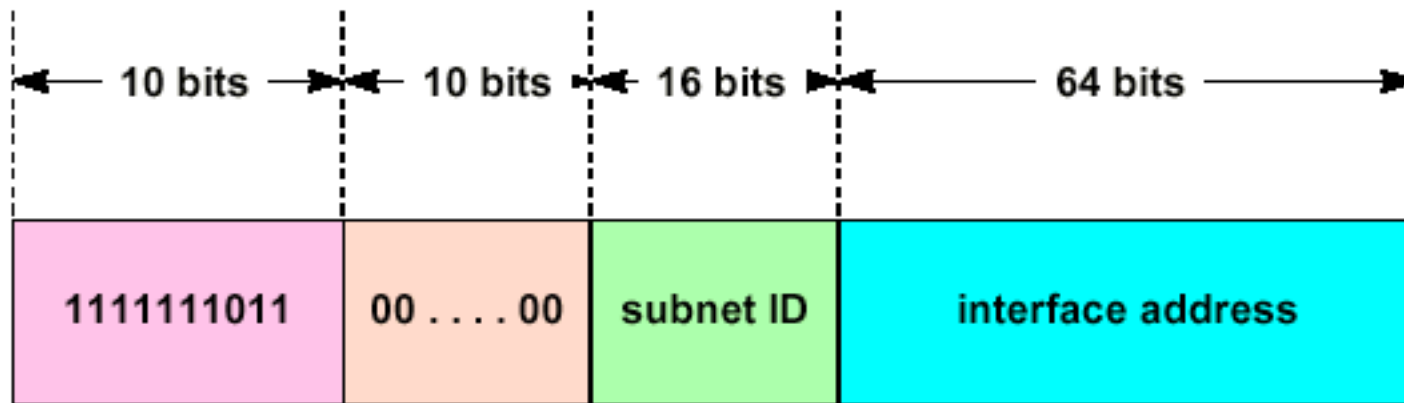 10 bits 10 bits 16 bits 64 bits
1111111011 00 . . . . 00 subnet ID interface address